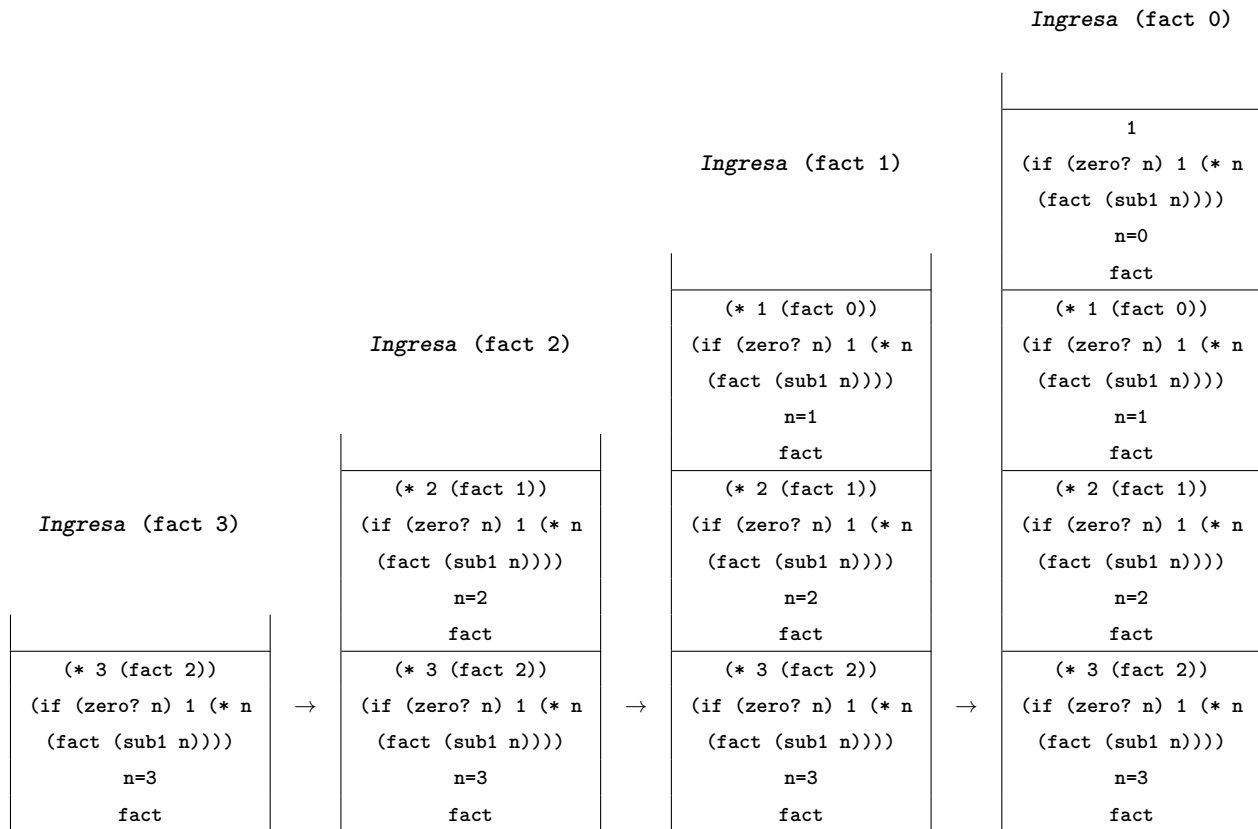 Ingresa (fact 3)
(* 3 (fact 2))
(if (zero? n) 1 (* n
(fact (sub1 n))))
n=3
fact
→
Ingresa (fact 2)
(* 2 (fact 1))
(if (zero? n) 1 (* n
(fact (sub1 n))))
n=2
fact
(* 3 (fact 2))
(if (zero? n) 1 (* n
(fact (sub1 n))))
n=3
fact
→
Ingresa (fact 1)
(* 1 (fact 0))
(if (zero? n) 1 (* n
(fact (sub1 n))))
n=1
fact
(* 2 (fact 1))
(if (zero? n) 1 (* n
(fact (sub1 n))))
n=2
fact
(* 3 (fact 2))
(if (zero? n) 1 (* n
(fact (sub1 n))))
n=3
fact
→
Ingresa (fact 0)
1
(if (zero? n) 1 (* n
(fact (sub1 n))))
n=0
fact
(* 1 (fact 0))
(if (zero? n) 1 (* n
(fact (sub1 n))))
n=1
fact
(* 2 (fact 1))
(if (zero? n) 1 (* n
(fact (sub1 n))))
n=2
fact
(* 3 (fact 2))
(if (zero? n) 1 (* n
(fact (sub1 n))))
n=3
fact